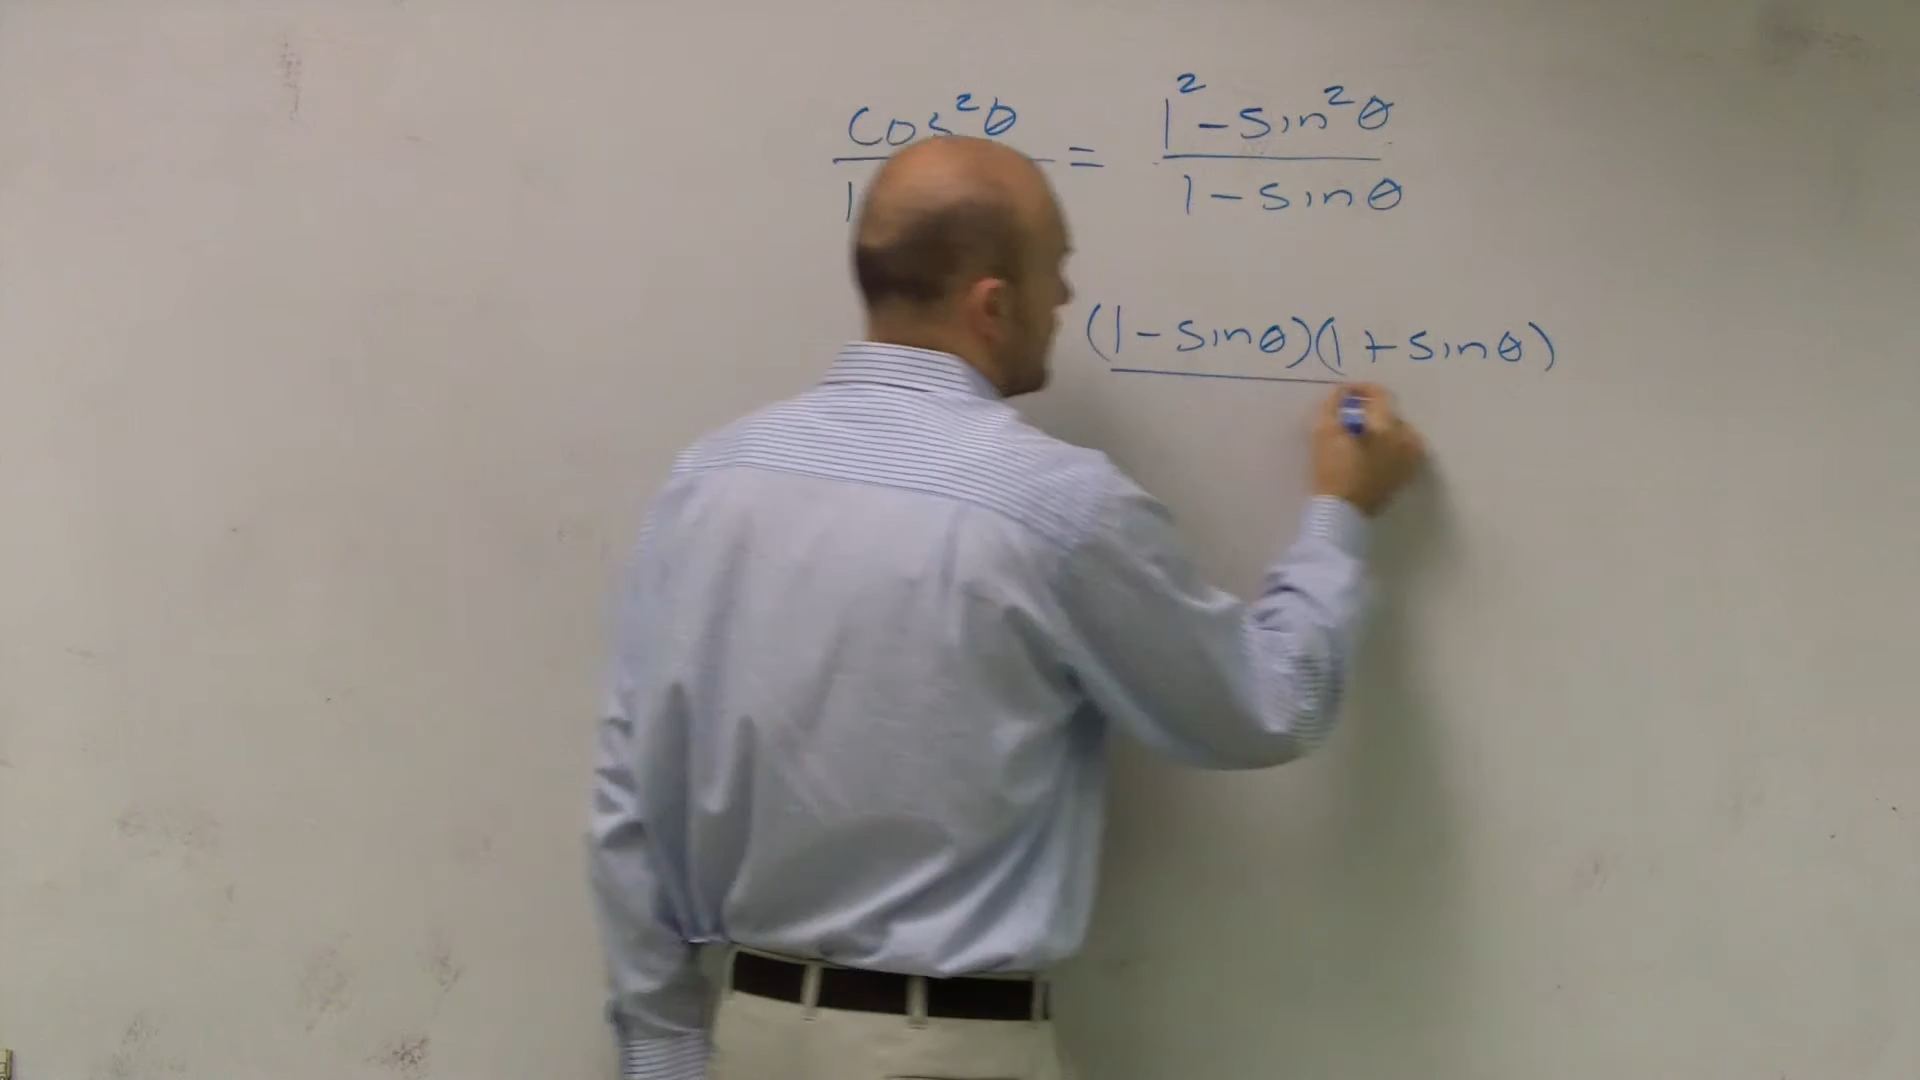 cos²θ = 1²-sin²θ
1 1-sinθ
(1-sinθ)(1+sinθ)